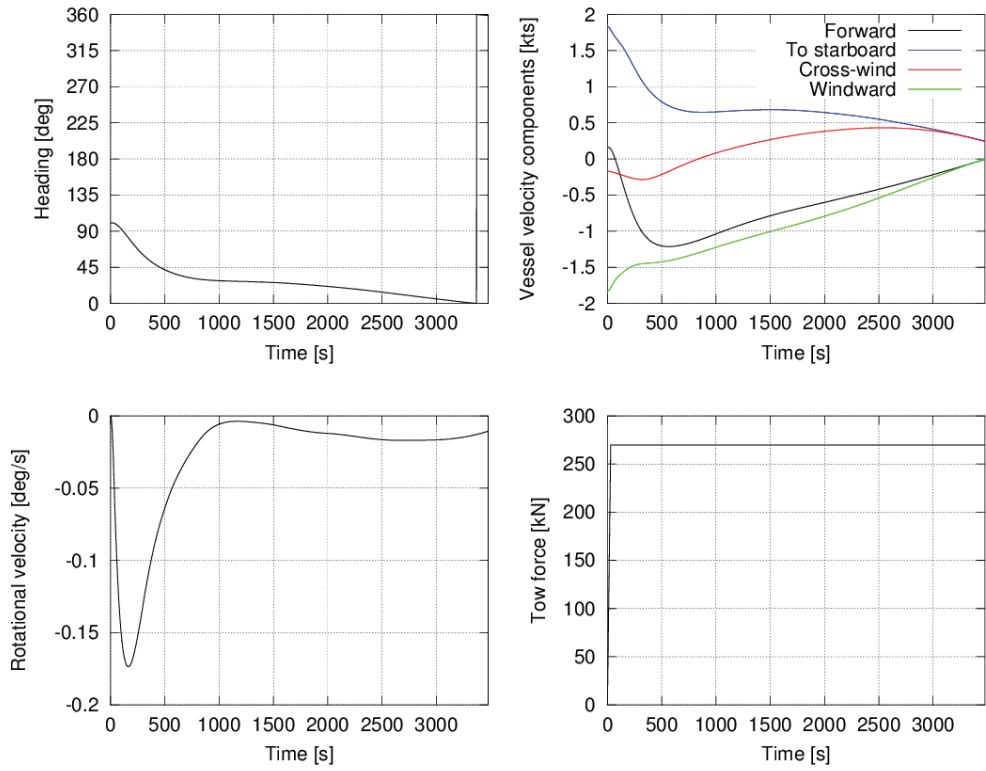 Heading [deg]
360
315
270
225
180
135
90
45
0
0 500 1000 1500 2000 2500 3000
Time [s]
Vessel velocity components [kts]
2
1.5
1
0.5
0
-0.5
-1
-1.5
-2
Forward
To starboard
Cross-wind
Windward
0 500 1000 1500 2000 2500 3000
Time [s]
Rotational velocity [deg/s]
0
-0.05
-0.1
-0.15
-0.2
0 500 1000 1500 2000 2500 3000
Time [s]
Tow force [kN]
300
250
200
150
100
50
0
0 500 1000 1500 2000 2500 3000
Time [s]